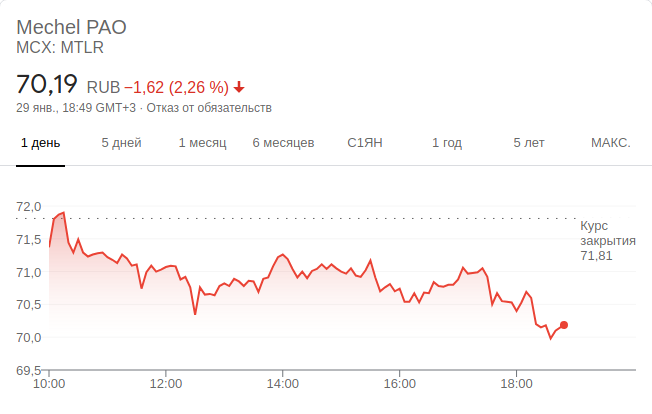 Mechel PAO
MCX: MTLR
70,19 RUB −1,62 (2,26 %)
29 янв., 18:49 GMT+3 · Отказ от обязательств
1 день 5 дней 1 месяц 6 месяцев С1ЯН 1 год 5 лет МАКС.
72,0
71,5
71,0
70,5
70,0
69,5
Курс
закрытия
71,81
10:00 12:00 14:00 16:00 18:00